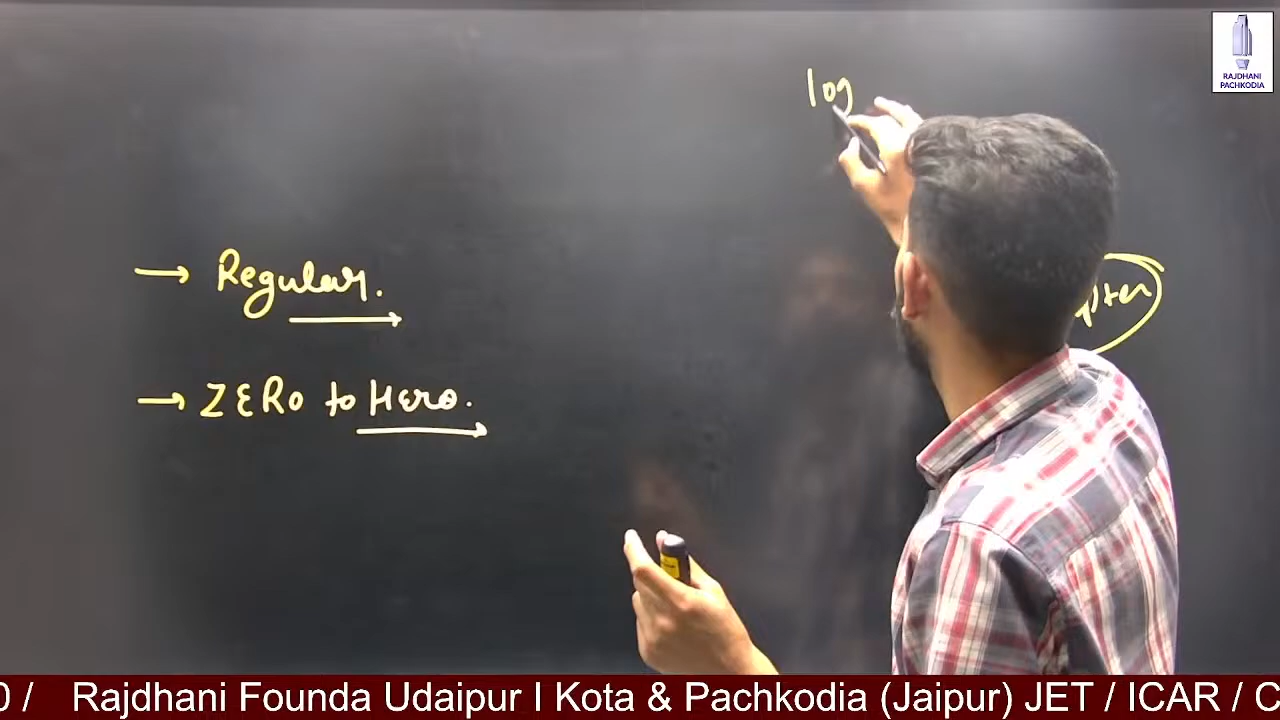 log
RAJDHANI
PACHKODIA
→ Regular.
→ ZERo to Hero.
0 / Rajdhani Founda Udaipur I Kota & Pachkodia (Jaipur) JET / ICAR / C